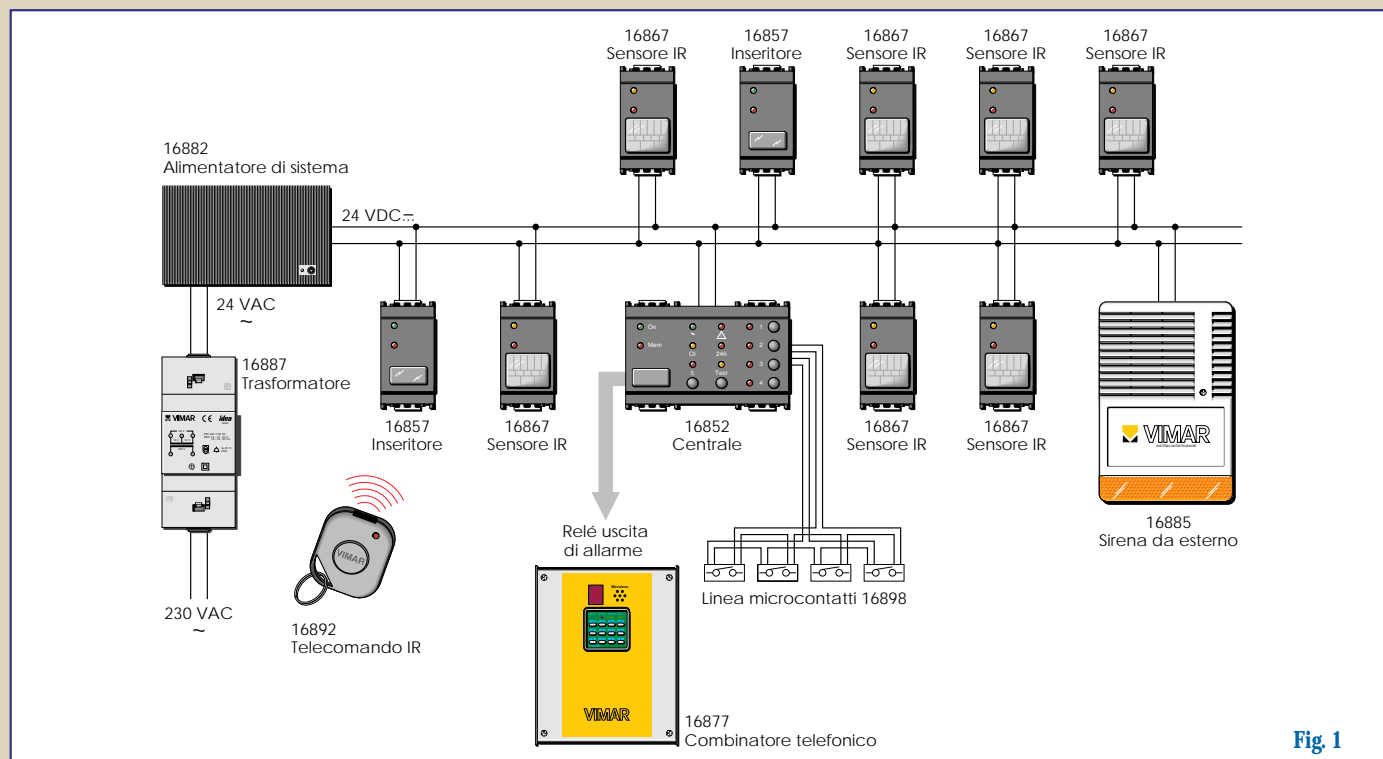 16867
Sensore IR
16857
Inseritore
16867
Sensore IR
16867
Sensore IR
16867
Sensore IR
16882
Alimentatore di sistema
24 VDC
24 VAC
~
16887
Trasformatore
VIMAR CE idea
230 VAC
~
16857
Inseritore
16867
Sensore IR
On
Mem
OI
24h
S
Test
1
2
3
4
16852
Centrale
16867
Sensore IR
16867
Sensore IR
VIMAR
16885
Sirena da esterno
VIMAR
16892
Telecomando IR
Relé uscita
di allarme
Linea microcontatti 16898
VIMAR
16877
Combinatore telefonico
Fig. 1